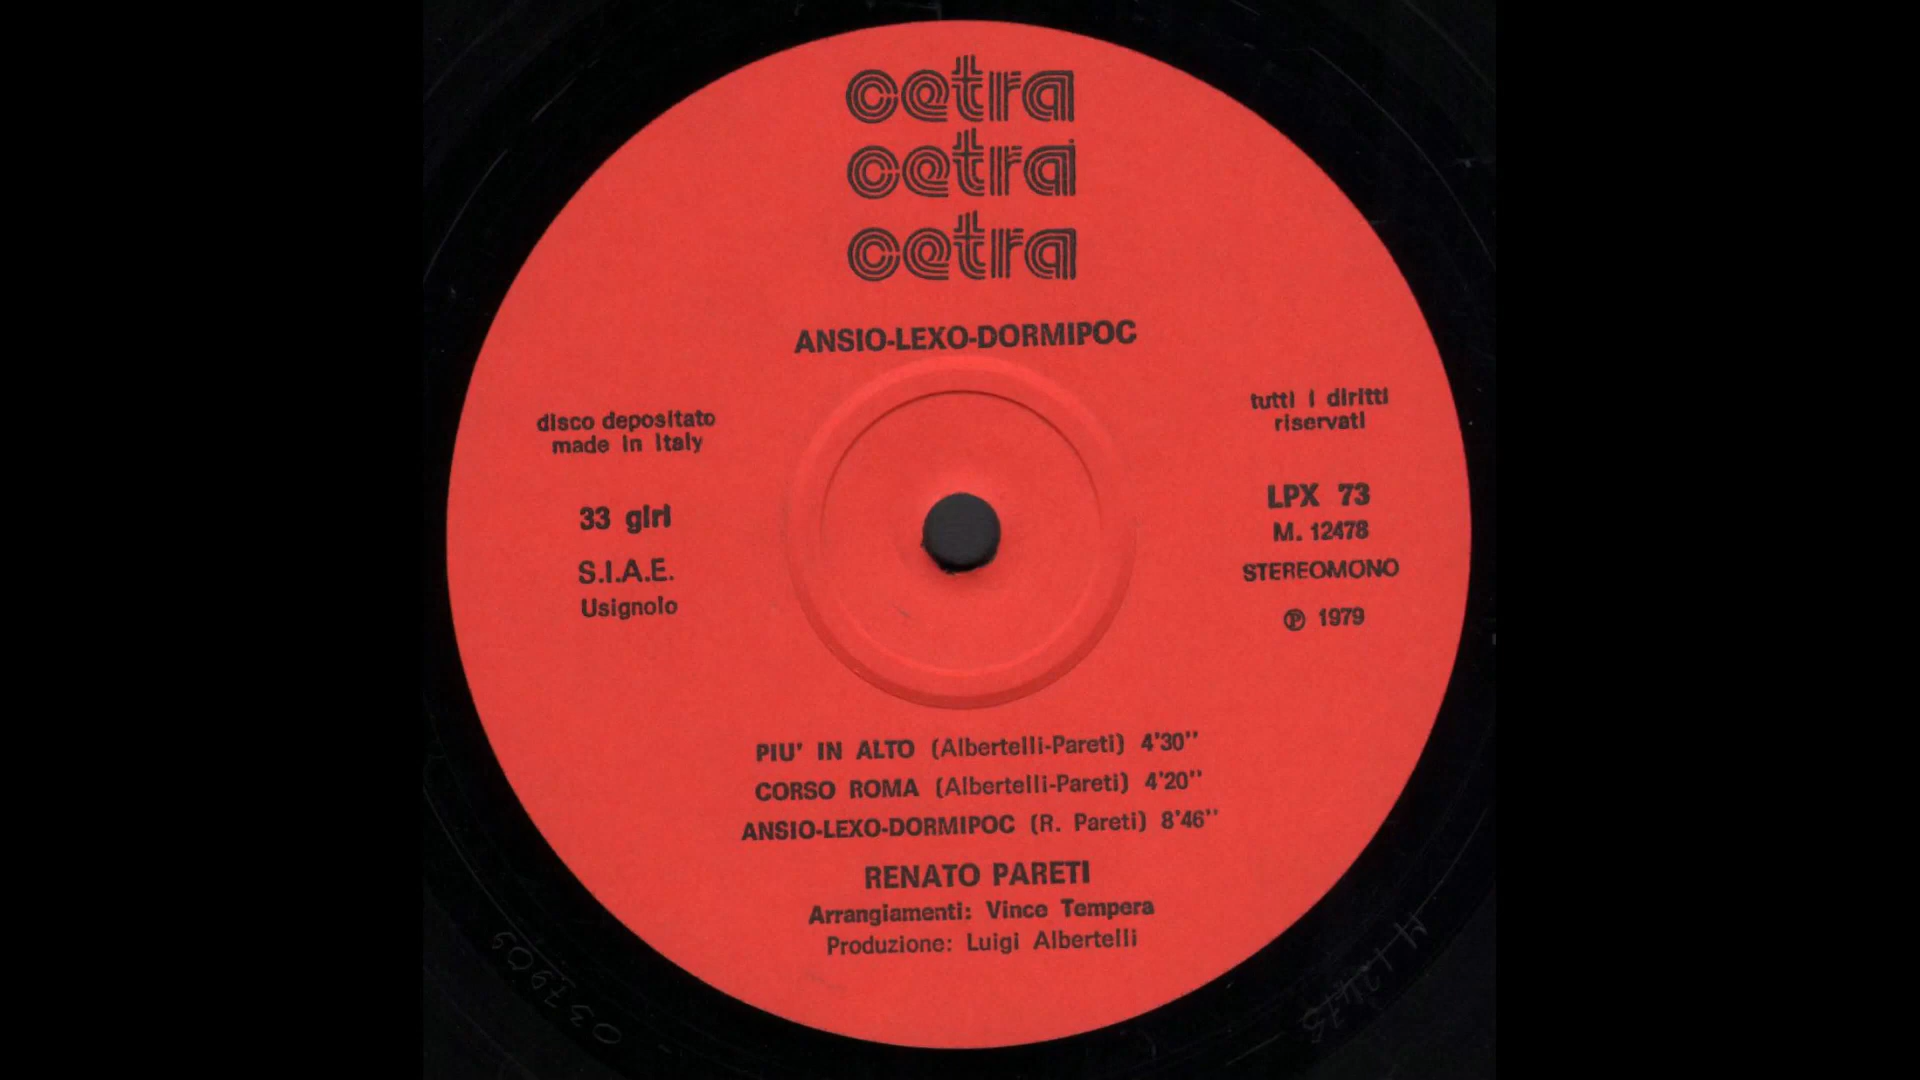 cetra
cetra
cetra
ANSIO-LEXO-DORMIPOC
disco depositato
made in Italy
33 giri
S.I.A.E.
Usignolo
tutti i diritti
riservati
LPX 73
M. 12478
STEREOMONO
Ⓟ 1979
PIU' IN ALTO (Albertelli-Pareti) 4'30''
CORSO ROMA (Albertelli-Pareti) 4'20''
ANSIO-LEXO-DORMIPOC (R. Pareti) 8'46''
RENATO PARETI
Arrangiamenti: Vince Tempera
Produzione: Luigi Albertelli